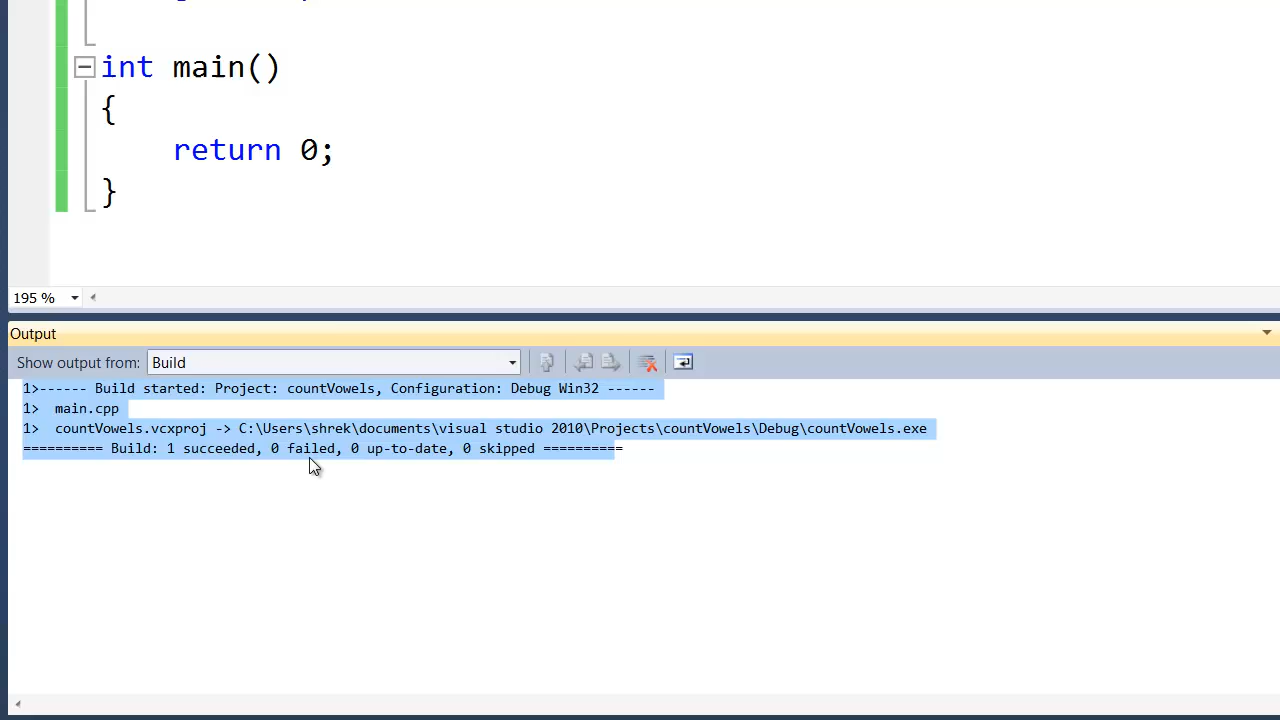 int main()
{
return 0;
}
195 %
Output
Show output from: Build
1>------ Build started: Project: countVowels, Configuration: Debug Win32 ------
1>  main.cpp
1>  countVowels.vcxproj -> C:\Users\shrek\documents\visual studio 2010\Projects\countVowels\Debug\countVowels.exe
========== Build: 1 succeeded, 0 failed, 0 up-to-date, 0 skipped ==========